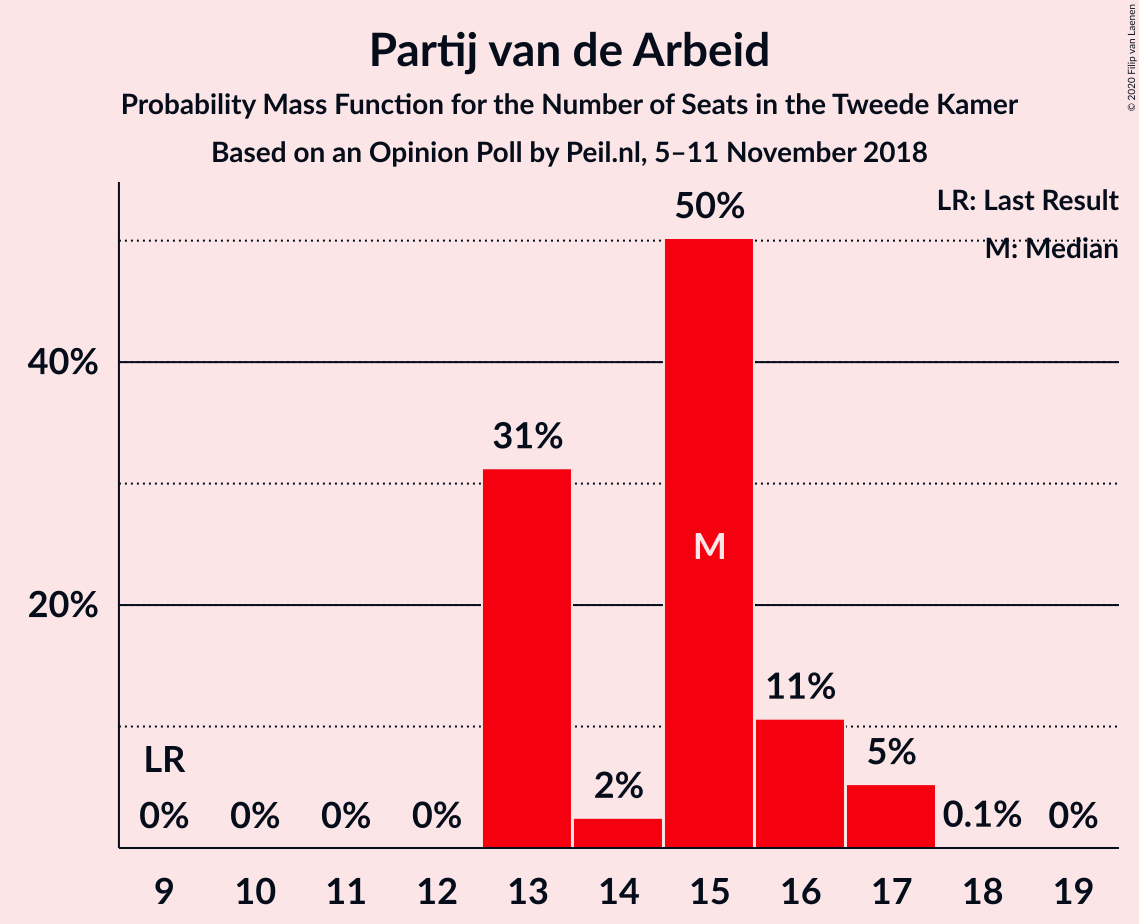 Partij van de Arbeid
Probability Mass Function for the Number of Seats in the Tweede Kamer
Based on an Opinion Poll by Peil.nl, 5–11 November 2018
© 2020 Filip van Laenen
LR: Last Result
M: Median
50%
40%
31%
M
20%
11%
5%
LR
2%
0% 0% 0% 0% 0.1% 0%
9 10 11 12 13 14 15 16 17 18 19